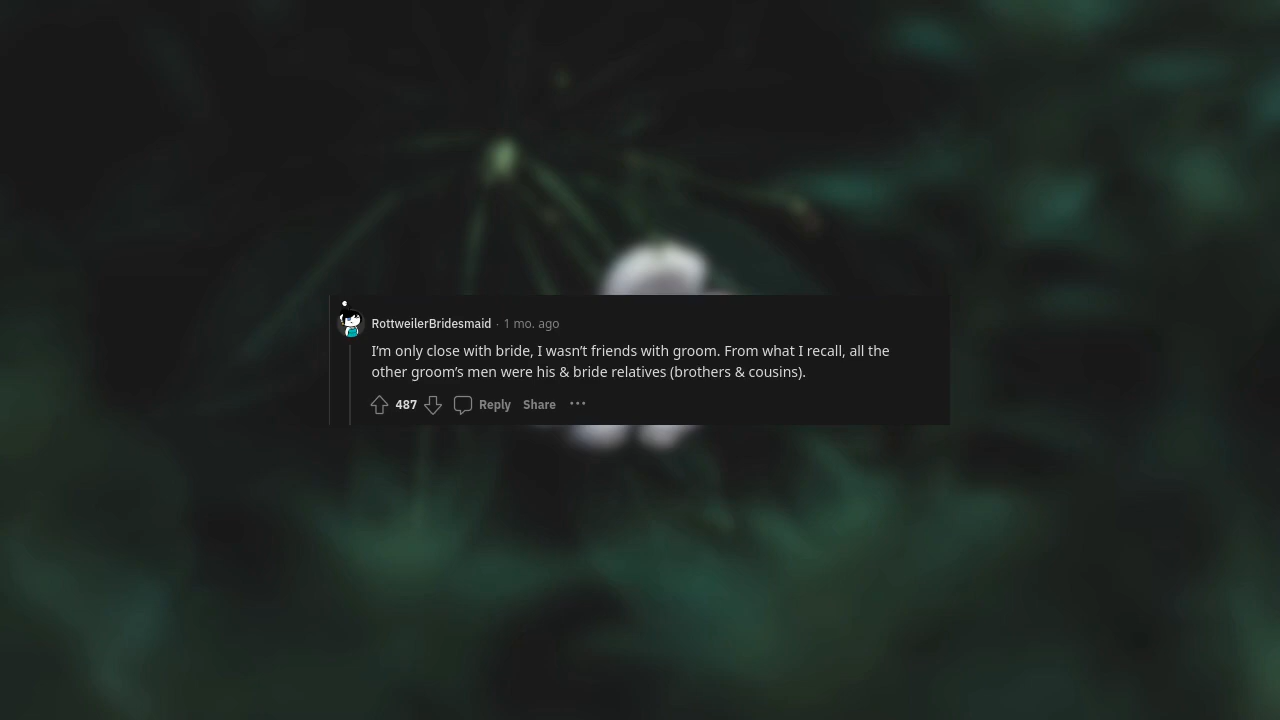 RottweilerBridesmaid · 1 mo. ago
I’m only close with bride, I wasn’t friends with groom. From what I recall, all the
other groom’s men were his & bride relatives (brothers & cousins).
487 Reply Share ···